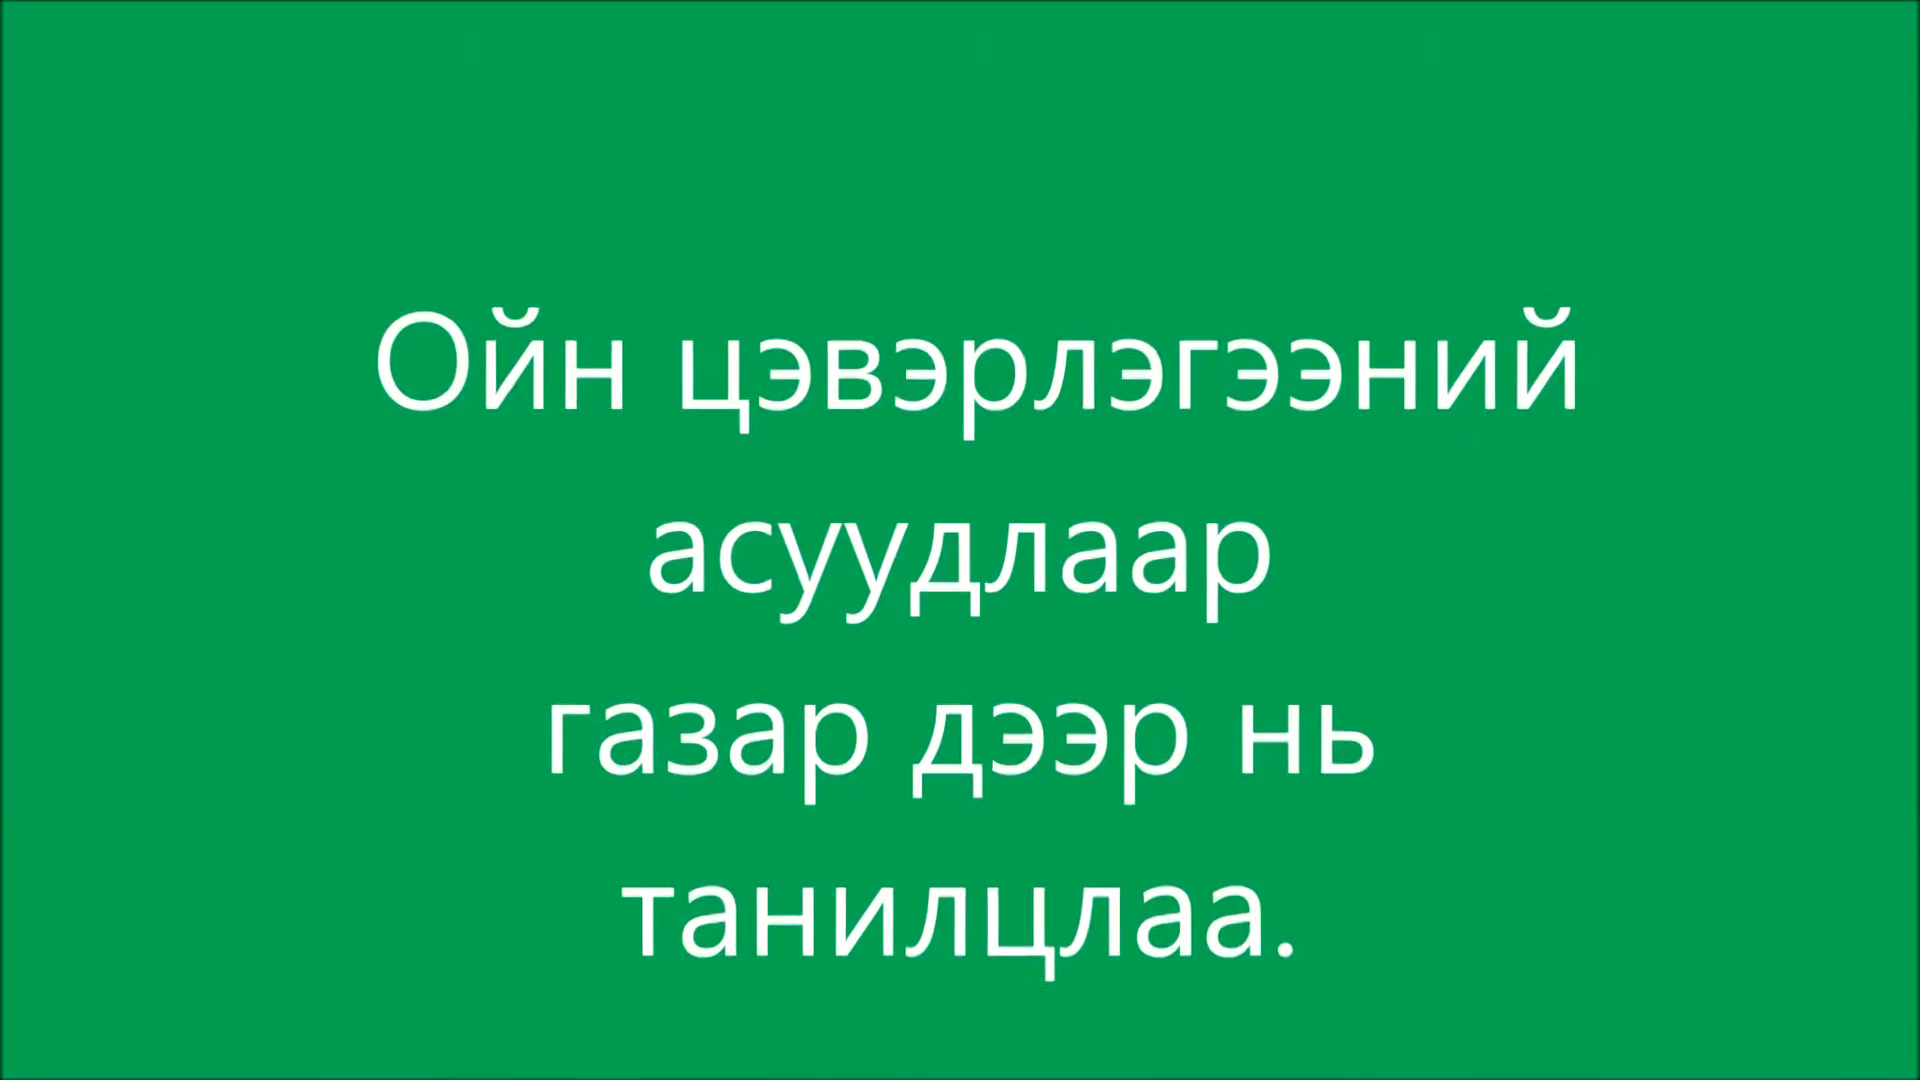 Ойн цэвэрлэгээний
асуудлаар
газар дээр нь
танилцлаа.